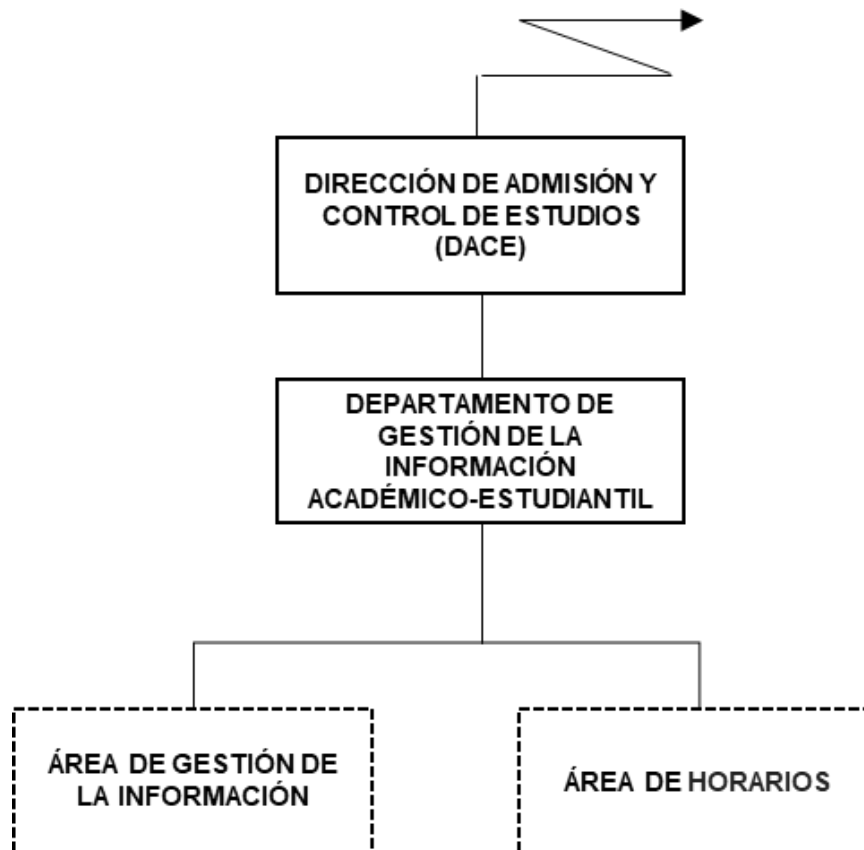 DIRECCIÓN DE ADMISIÓN Y
CONTROL DE ESTUDIOS
(DACE)
DEPARTAMENTO DE
GESTIÓN DE LA
INFORMACIÓN
ACADÉMICO-ESTUDIANTIL
ÁREA DE GESTIÓN DE
LA INFORMACIÓN
ÁREA DE HORARIOS